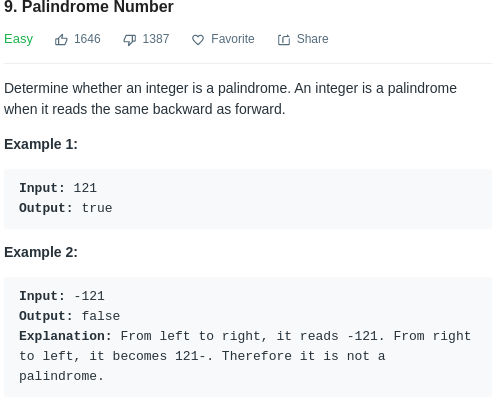 9. Palindrome Number
Easy 1646 1387 Favorite Share
Determine whether an integer is a palindrome. An integer is a palindrome
when it reads the same backward as forward.
Example 1:
Input: 121
Output: true
Example 2:
Input: -121
Output: false
Explanation: From left to right, it reads -121. From right
to left, it becomes 121-. Therefore it is not a
palindrome.